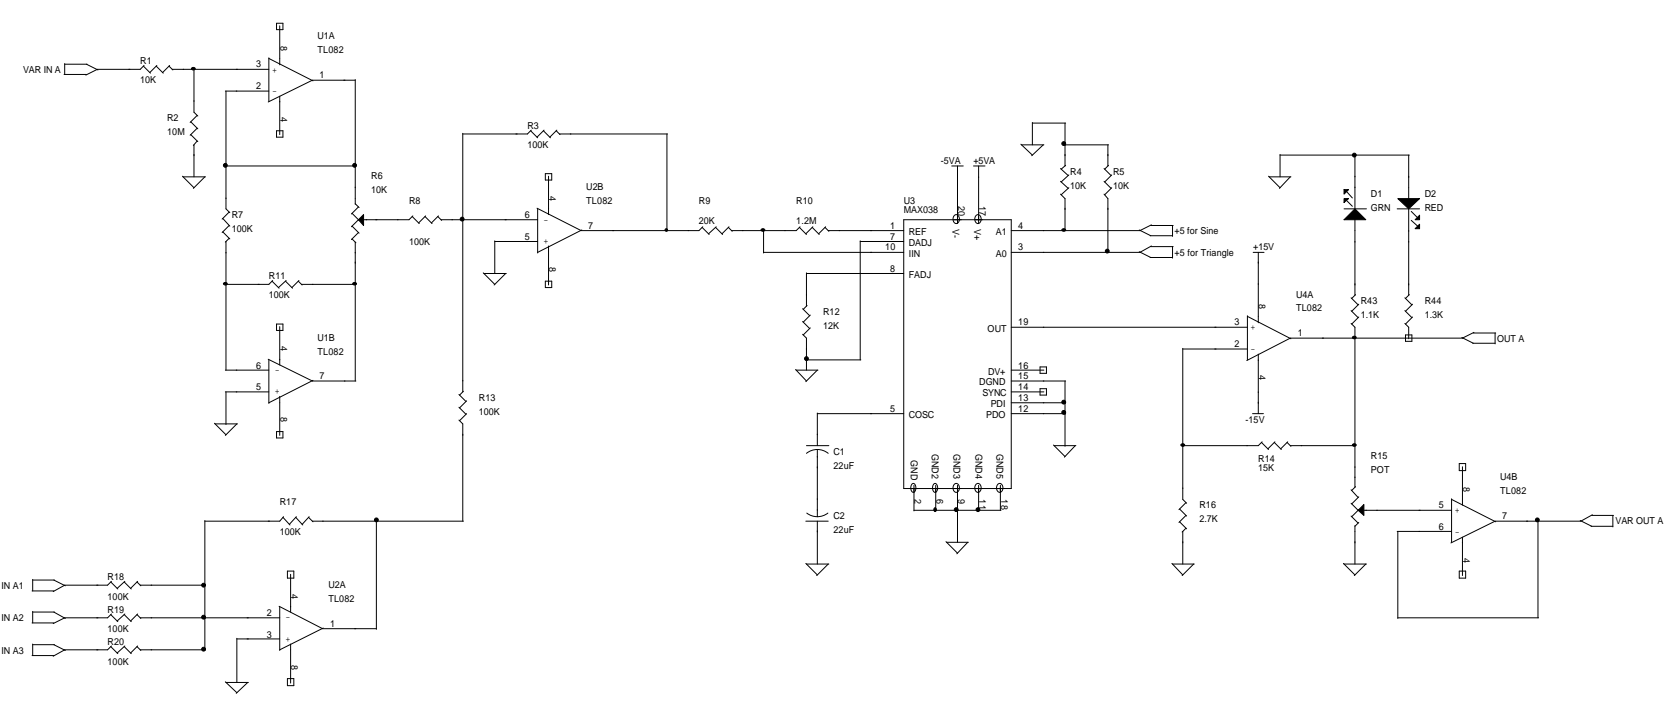 VAR IN A
R1
10K
R2
10M
3
2
+
-
8
4
1
U1A
TL082
R6
10K
R7
100K
R11
100K
R8
100K
U1B
TL082
6
5
-
+
4
8
7
R3
100K
U2B
TL082
6
5
-
+
4
8
7
R13
100K
R9
20K
R10
1.2M
R12
12K
C1
22uF
C2
22uF
R17
100K
IN A1
R18
100K
IN A2
R19
100K
IN A3
R20
100K
U2A
TL082
2
3
-
+
4
8
1
U3
MAX038
-5VA
+5VA
20
17
V-
V+
1
REF
7
DADJ
10
IIN
8
FADJ
5
COSC
A1
4
A0
3
OUT
19
DV+
16
DGND
15
SYNC
14
PDI
13
PDO
12
GND
GND2
GND3
GND4
GND5
2
6
9
11
18
R4
10K
R5
10K
+5 for Sine
+5 for Triangle
+15V
-15V
U4A
TL082
3
2
+
-
8
4
1
D1
GRN
D2
RED
R43
1.1K
R44
1.3K
OUT A
R14
15K
R16
2.7K
R15
POT
U4B
TL082
5
6
+
-
8
4
7
VAR OUT A